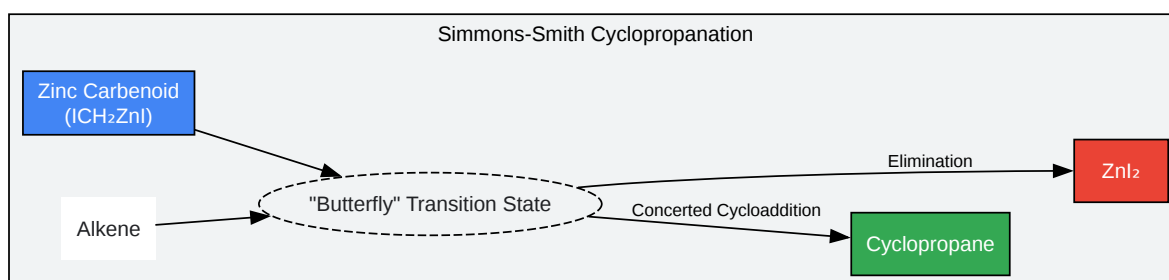 Simmons-Smith Cyclopropanation
Zinc Carbenoid
(ICH₂ZnI)
Elimination
ZnI₂
"Butterfly" Transition State
Alkene
Concerted Cycloaddition
Cyclopropane